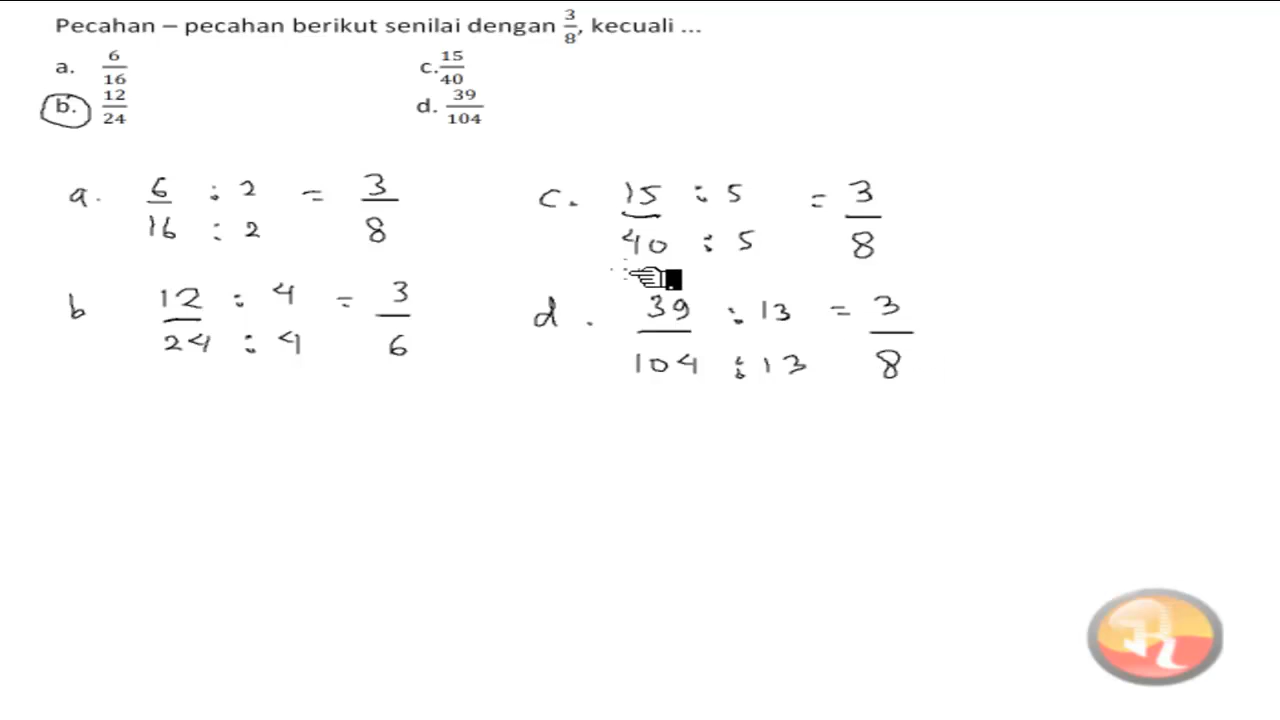 Pecahan – pecahan berikut senilai dengan 3/8, kecuali ...
a. 6/16 c. 15/40
b. 12/24 d. 39/104
a. 6/16 : 2/2 = 3/8
b 12/24 : 4/4 = 3/6
c. 15/40 : 5/5 = 3/8
d. 39/104 : 13/13 = 3/8